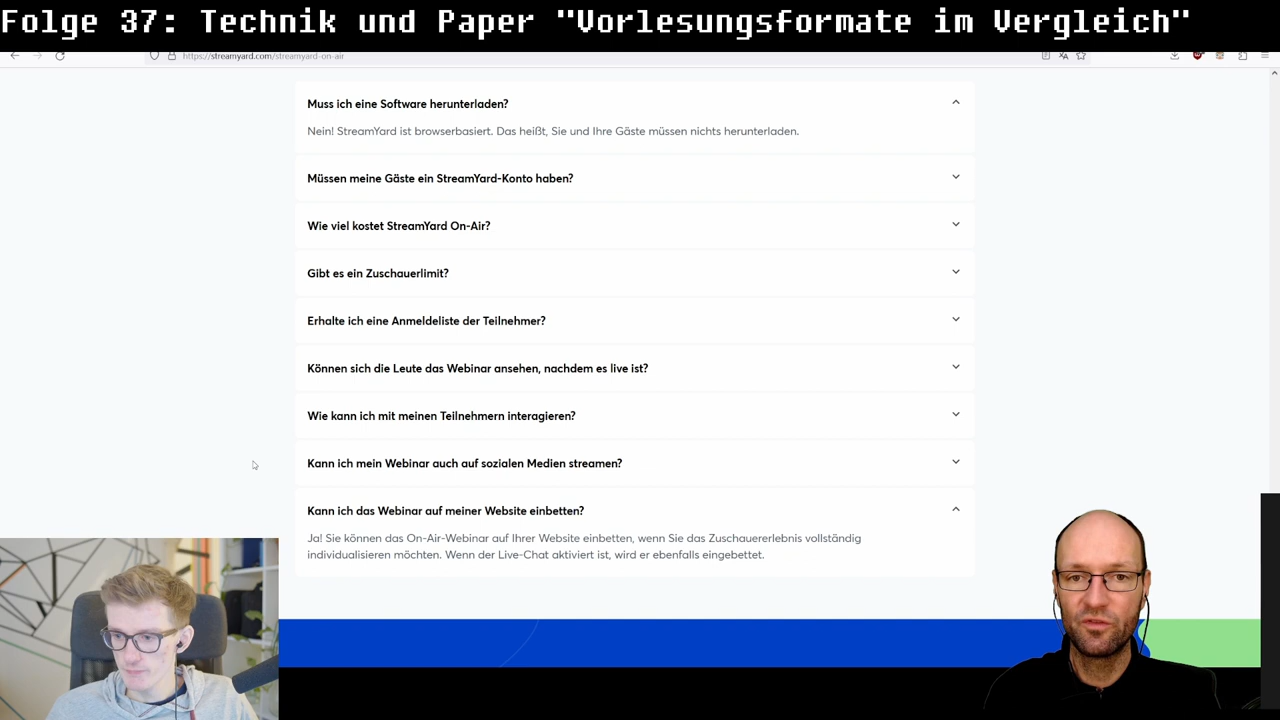 Folge 37: Technik und Paper "Vorlesungsformate im Vergleich"
https://streamyard.com/streamyard-on-air
Muss ich eine Software herunterladen?
Nein! StreamYard ist browserbasiert. Das heißt, Sie und Ihre Gäste müssen nichts herunterladen.
Müssen meine Gäste ein StreamYard-Konto haben?
Wie viel kostet StreamYard On-Air?
Gibt es ein Zuschauerlimit?
Erhalte ich eine Anmeldeliste der Teilnehmer?
Können sich die Leute das Webinar ansehen, nachdem es live ist?
Wie kann ich mit meinen Teilnehmern interagieren?
Kann ich mein Webinar auch auf sozialen Medien streamen?
Kann ich das Webinar auf meiner Website einbetten?
Ja! Sie können das On-Air-Webinar auf Ihrer Website einbetten, wenn Sie das Zuschauererlebnis vollständig
individualisieren möchten. Wenn der Live-Chat aktiviert ist, wird er ebenfalls eingebettet.